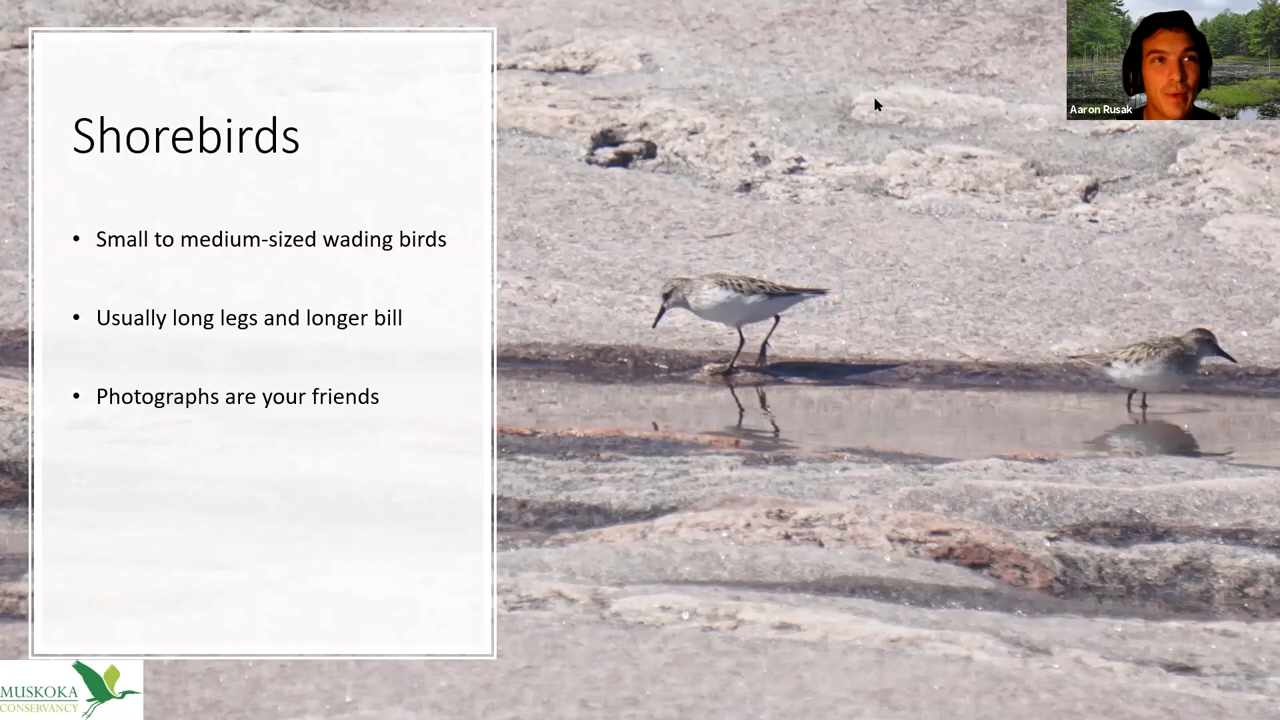 Shorebirds
• Small to medium-sized wading birds
• Usually long legs and longer bill
• Photographs are your friends
Aaron Rusak
MUSKOKA
CONSERVANCY